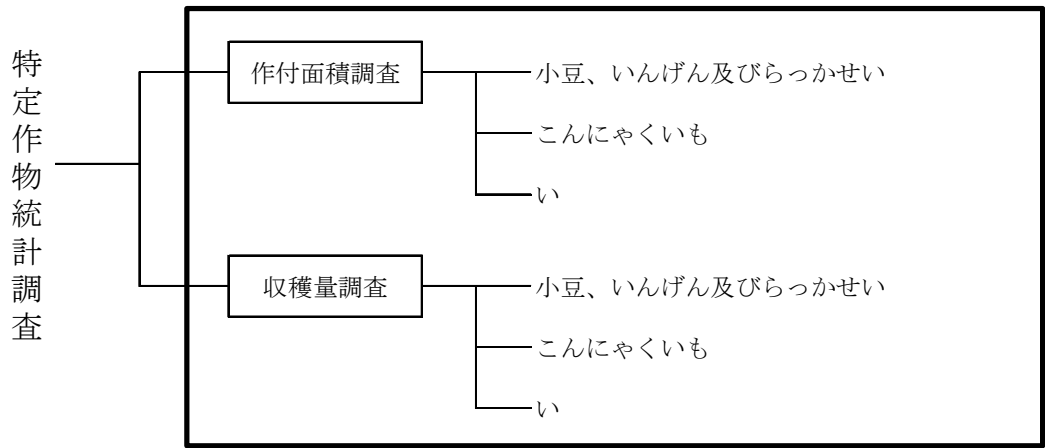 特定作物統計調査
作付面積調査
小豆、いんげん及びらっかせい
こんにゃくいも
い
収穫量調査
小豆、いんげん及びらっかせい
こんにゃくいも
い